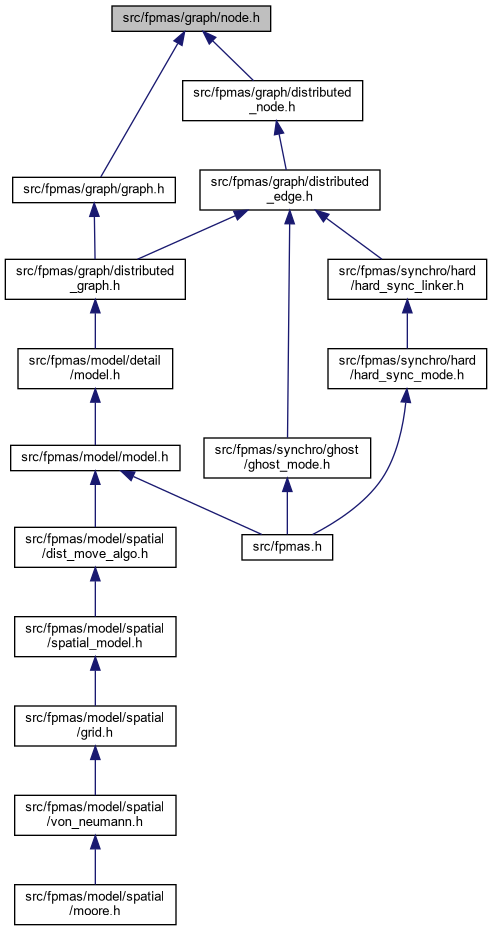 src/fpmas/graph/node.h
src/fpmas/graph/distributed
_node.h
src/fpmas/graph/graph.h
src/fpmas/graph/distributed
_edge.h
src/fpmas/graph/distributed
_graph.h
src/fpmas/synchro/hard
/hard_sync_linker.h
src/fpmas/model/detail
/model.h
src/fpmas/synchro/hard
/hard_sync_mode.h
src/fpmas/model/model.h
src/fpmas/synchro/ghost
/ghost_mode.h
src/fpmas/model/spatial
/dist_move_algo.h
src/fpmas.h
src/fpmas/model/spatial
/spatial_model.h
src/fpmas/model/spatial
/grid.h
src/fpmas/model/spatial
/von_neumann.h
src/fpmas/model/spatial
/moore.h